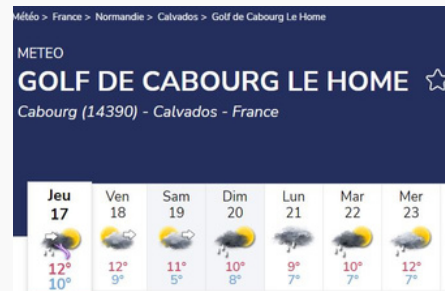 Météo > France > Normandie > Calvados > Golf de Cabourg Le Home
METEO
GOLF DE CABOURG LE HOME
Cabourg (14390) - Calvados - France
Jeu Ven Sam Dim Lun Mar Mer
17 18 19 20 21 22 23
12° 12° 11° 10° 9° 10° 12°
10° 9° 5° 8° 7° 7° 7°